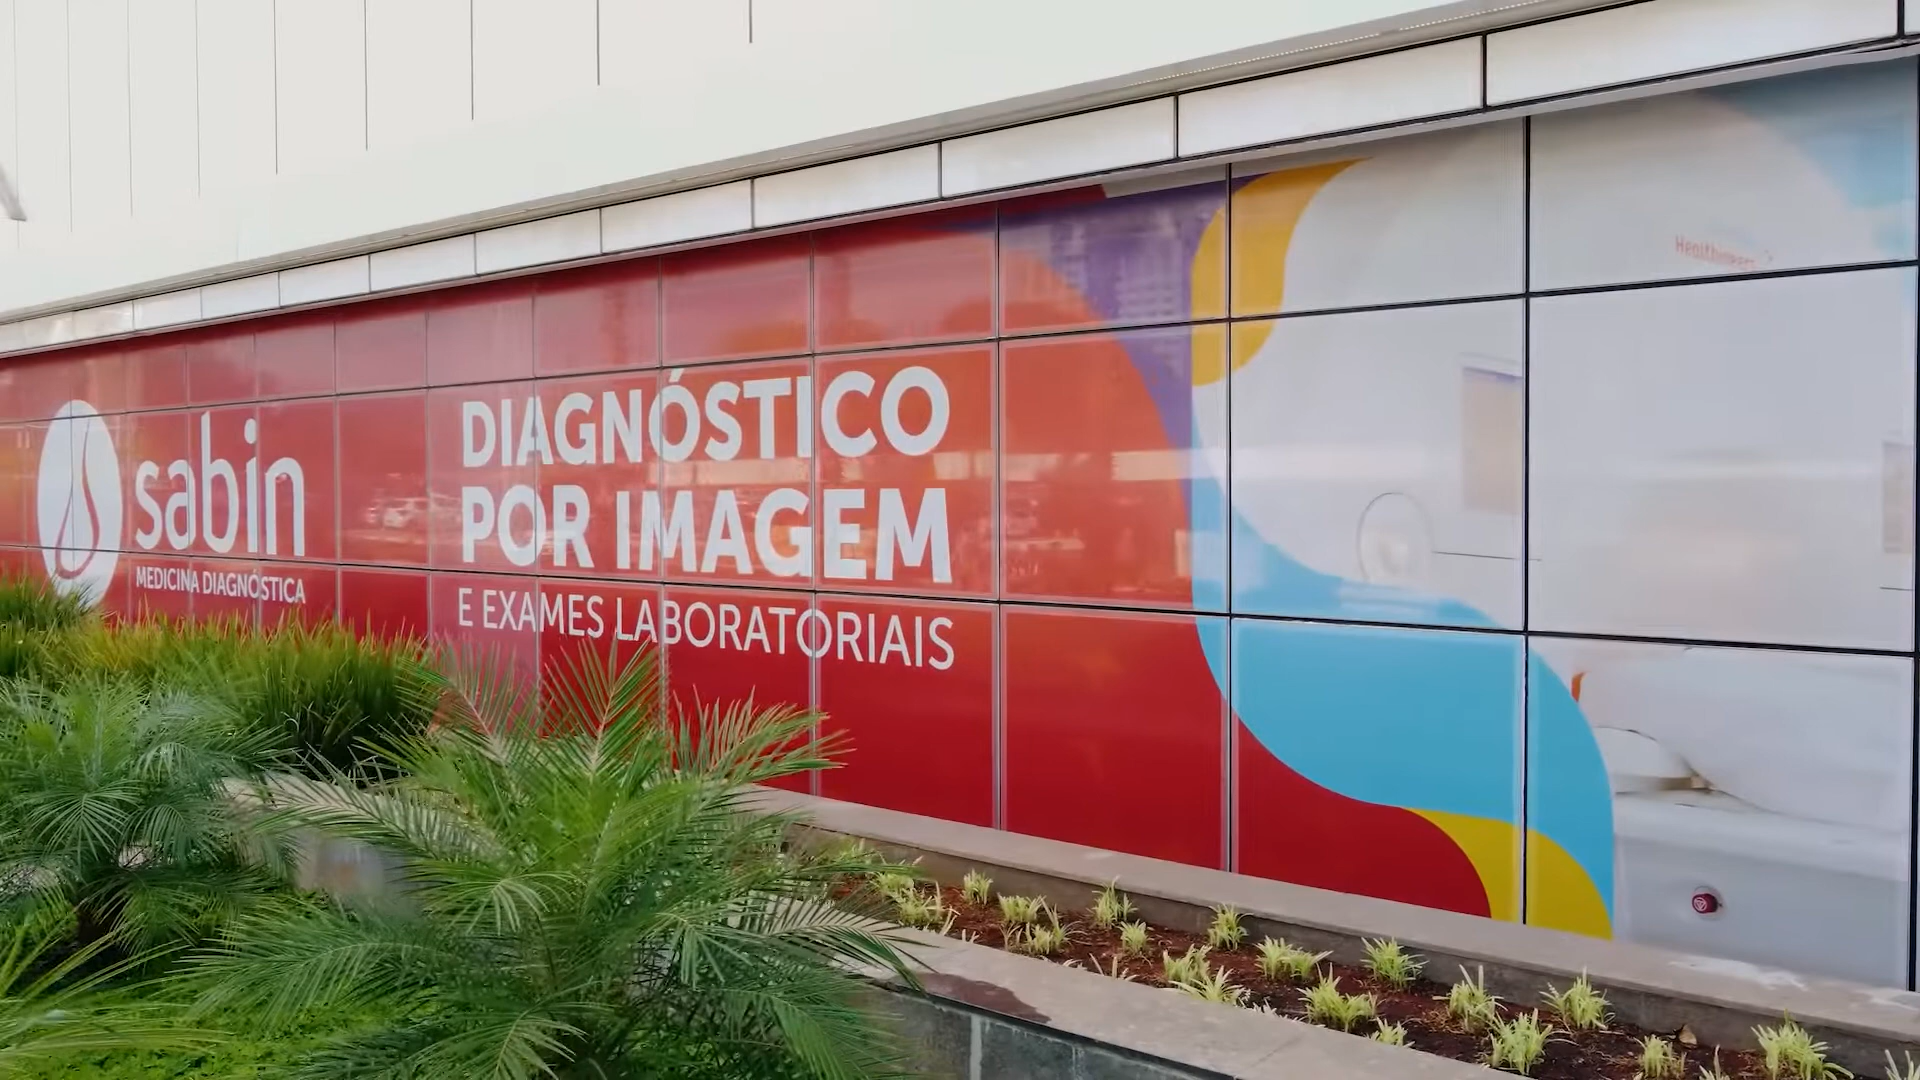 sabin
MEDICINA DIAGNÓSTICA
DIAGNÓSTICO
POR IMAGEM
E EXAMES LABORATORIAIS